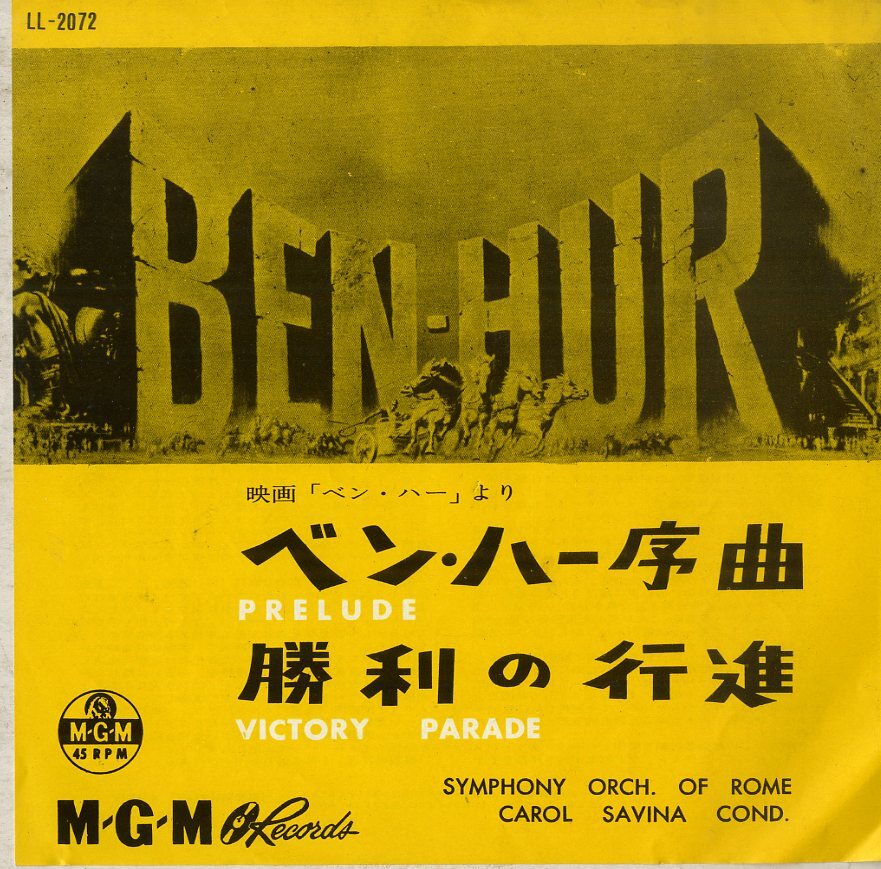 LL-2072
BEN-HUR
映画「ベン・ハー」より
ベン・ハー序曲
PRELUDE
勝利の行進
VICTORY PARADE
M-G-M
45 RPM
SYMPHONY ORCH. OF ROME
CAROL SAVINA COND.
M-G-M Records